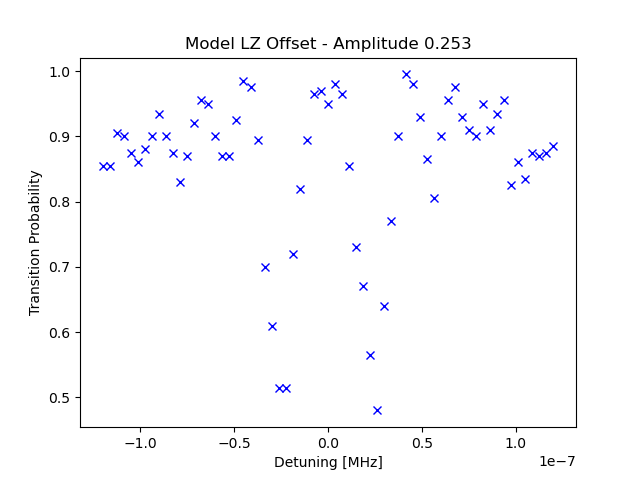 Model LZ Offset - Amplitude 0.253
1.0
0.9
0.8
0.7
0.6
0.5
Transition Probability
−1.0 −0.5 0.0 0.5 1.0
1e−7
Detuning [MHz]